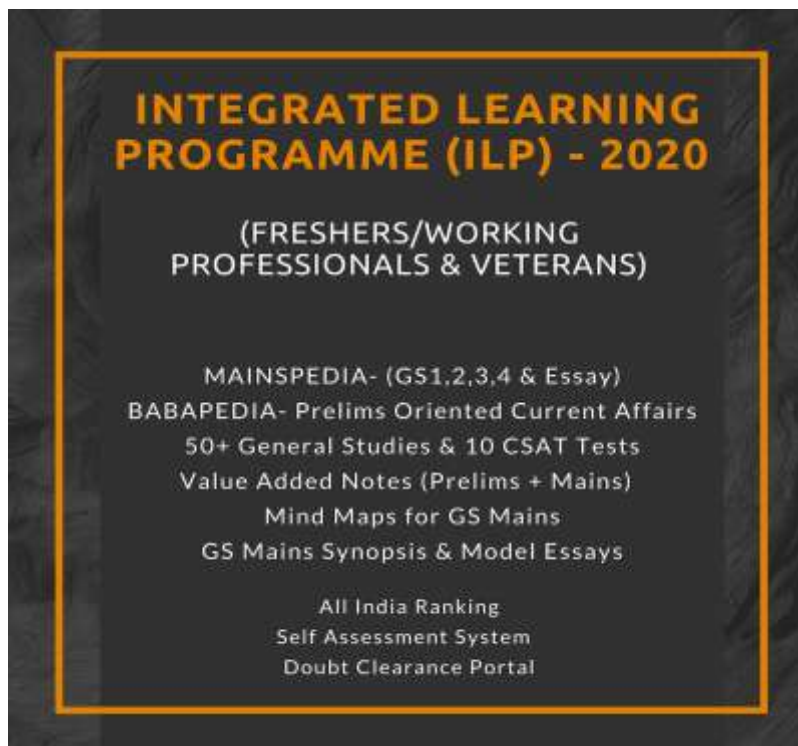 INTEGRATED LEARNING
PROGRAMME (ILP) - 2020
(FRESHERS/WORKING
PROFESSIONALS & VETERANS)
MAINSPEDIA- (GS1,2,3,4 & Essay)
BABAPEDIA- Prelims Oriented Current Affairs
50+ General Studies & 10 CSAT Tests
Value Added Notes (Prelims + Mains)
Mind Maps for GS Mains
GS Mains Synopsis & Model Essays
All India Ranking
Self Assessment System
Doubt Clearance Portal